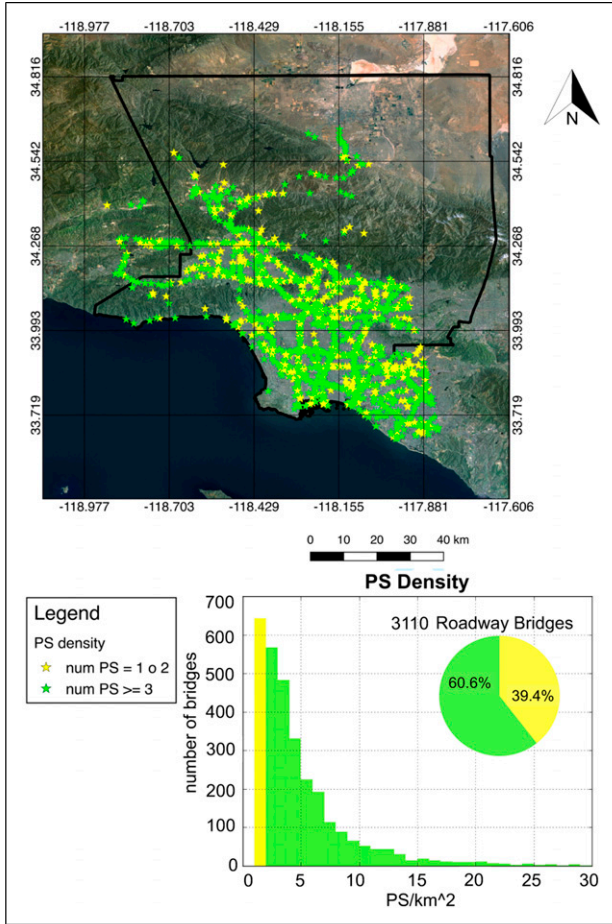 -118.977 -118.703 -118.429 -118.155 -117.881 -117.606
34.816 34.816
34.542 34.542
34.268 34.268
33.993 33.993
33.719 33.719
N
-118.977 -118.703 -118.429 -118.155 -117.881 -117.606
0 10 20 30 40 km
PS Density
Legend
PS density
num PS = 1 o 2
num PS >= 3
3110 Roadway Bridges
60.6%
39.4%
number of bridges
700
600
500
400
300
200
100
0
0 5 10 15 20 25 30
PS/km^2